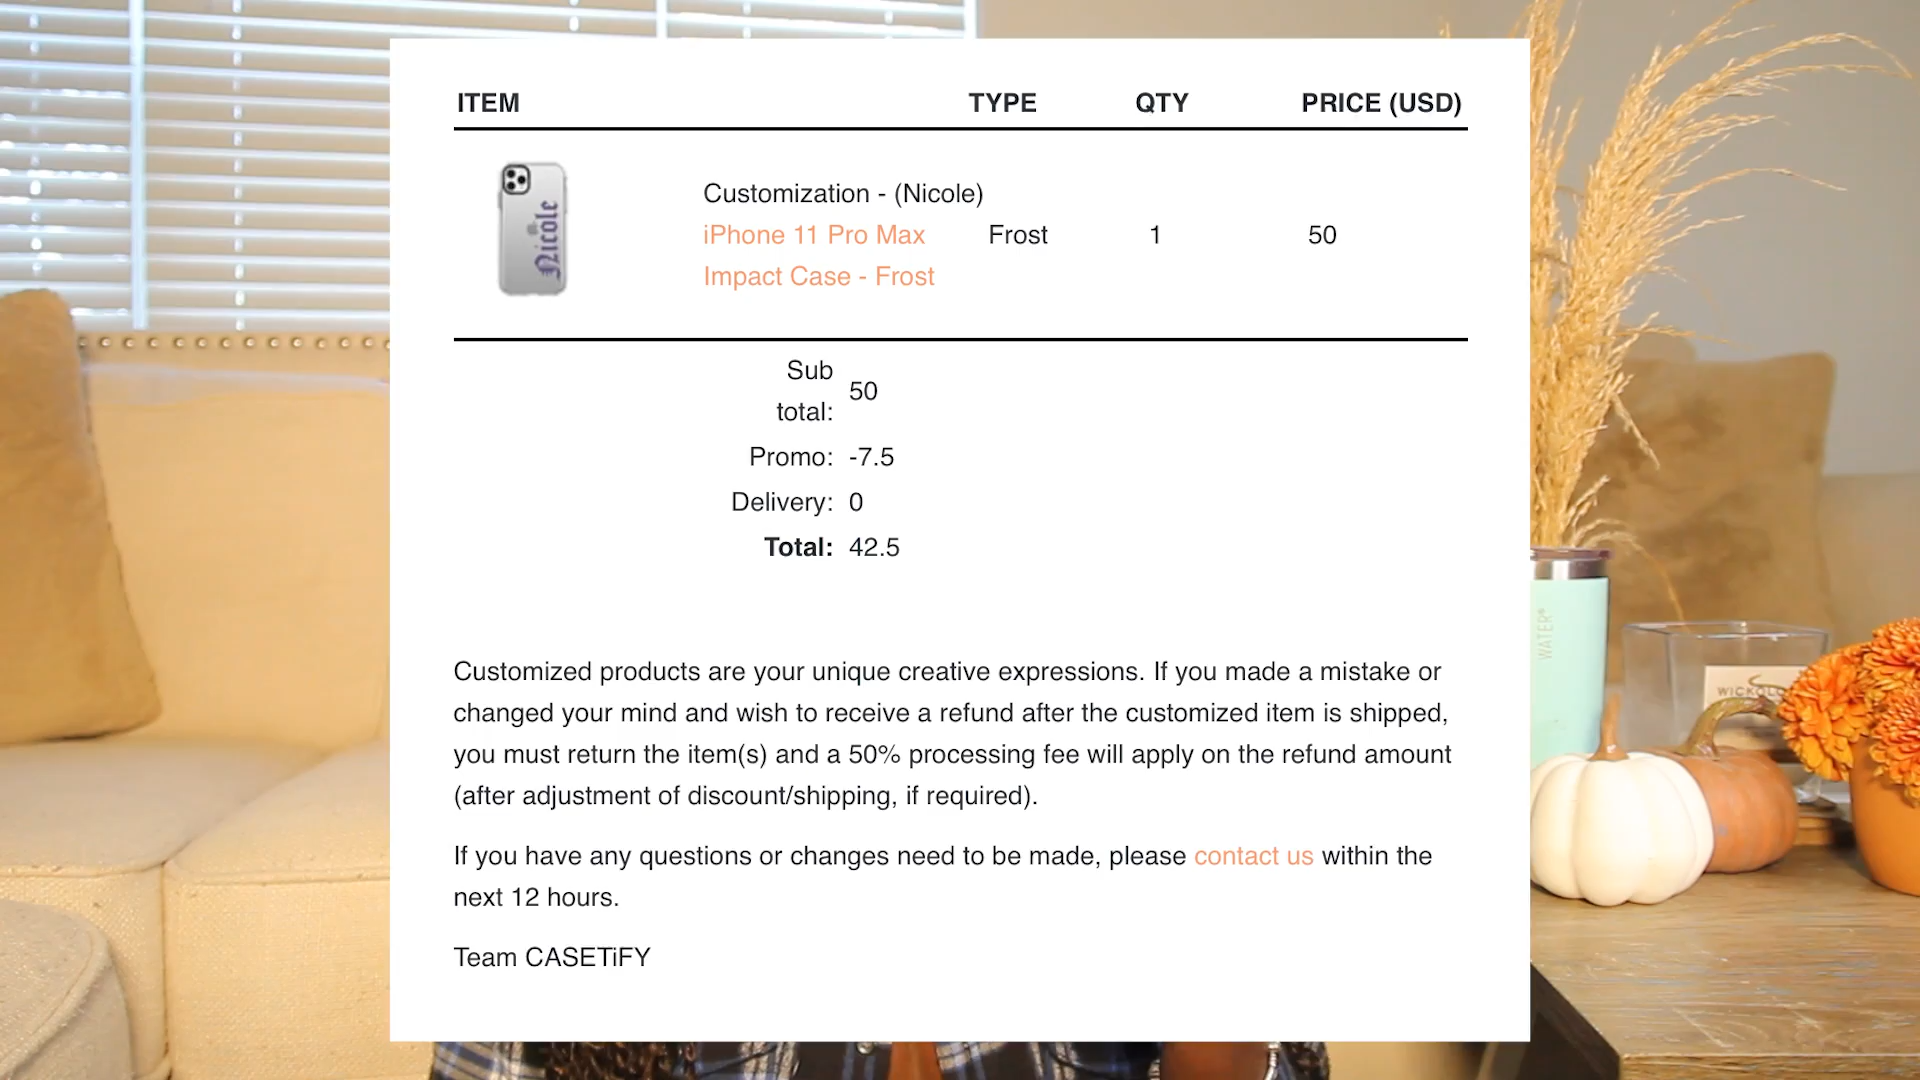 ITEM TYPE QTY PRICE (USD)
Nicole
Customization - (Nicole)
iPhone 11 Pro Max Frost 1 50
Impact Case - Frost
Sub
total: 50
Promo: -7.5
Delivery: 0
Total: 42.5
WATER
Customized products are your unique creative expressions. If you made a mistake or
changed your mind and wish to receive a refund after the customized item is shipped,
you must return the item(s) and a 50% processing fee will apply on the refund amount
(after adjustment of discount/shipping, if required).
If you have any questions or changes need to be made, please contact us within the
next 12 hours.
Team CASETiFY